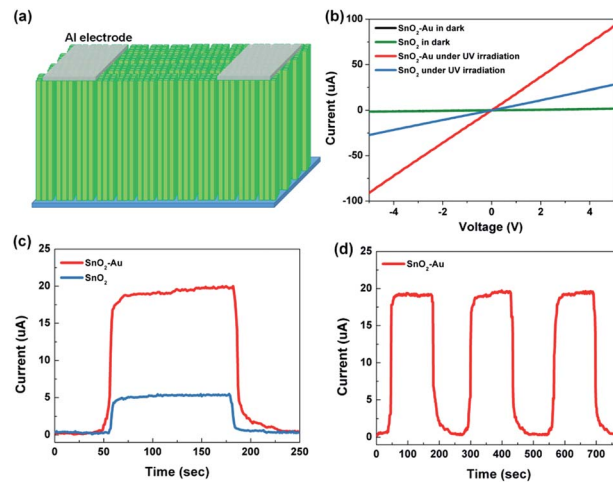 (a)
Al electrode
(b)
SnO2-Au in dark
SnO2 in dark
SnO2-Au under UV irradiation
SnO2 under UV irradiation
100
50
0
-50
-100
Current (uA)
-4 -2 0 2 4
Voltage (V)
(c)
SnO2-Au
SnO2
25
20
15
10
5
0
Current (uA)
0 50 100 150 200 250
Time (sec)
(d)
SnO2-Au
25
20
15
10
5
0
Current (uA)
0 100 200 300 400 500 600 700
Time (sec)